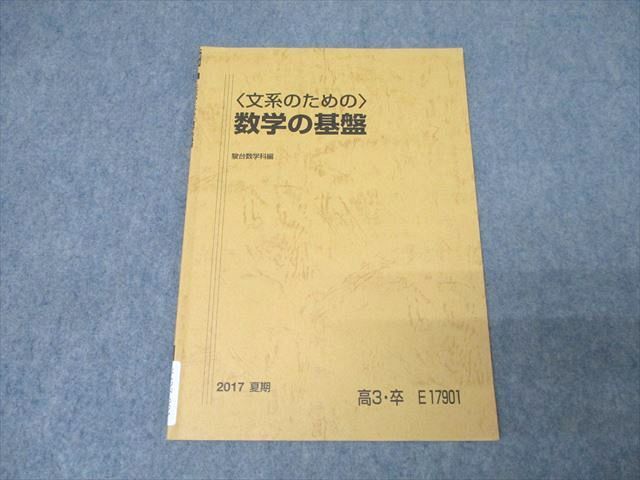 〈文系のための〉
数学の基盤
駿台数学科編
2017 夏期
高3・卒 E17901